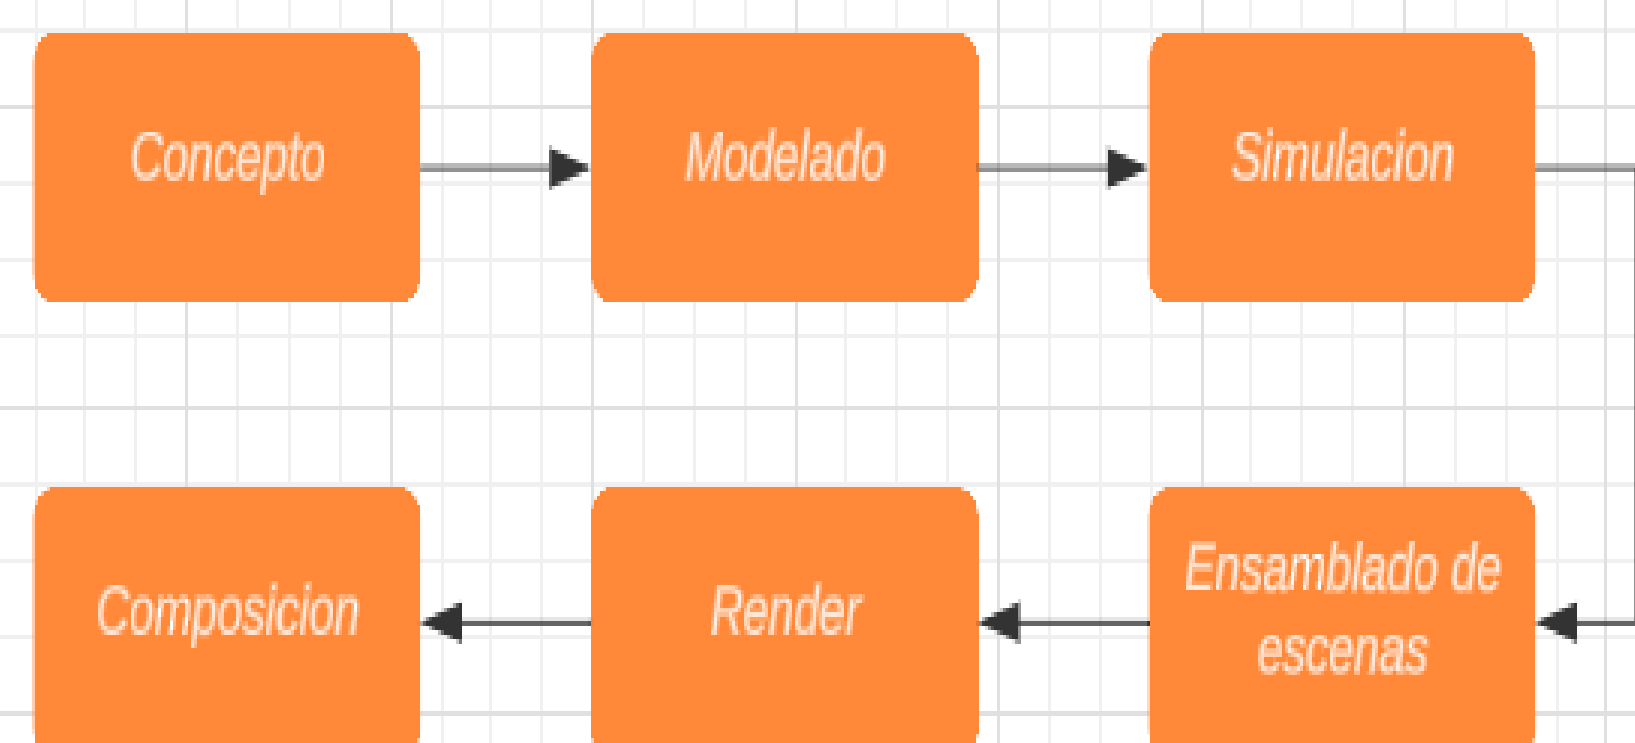 Concepto
Modelado
Simulacion
Composicion
Render
Ensamblado de
escenas